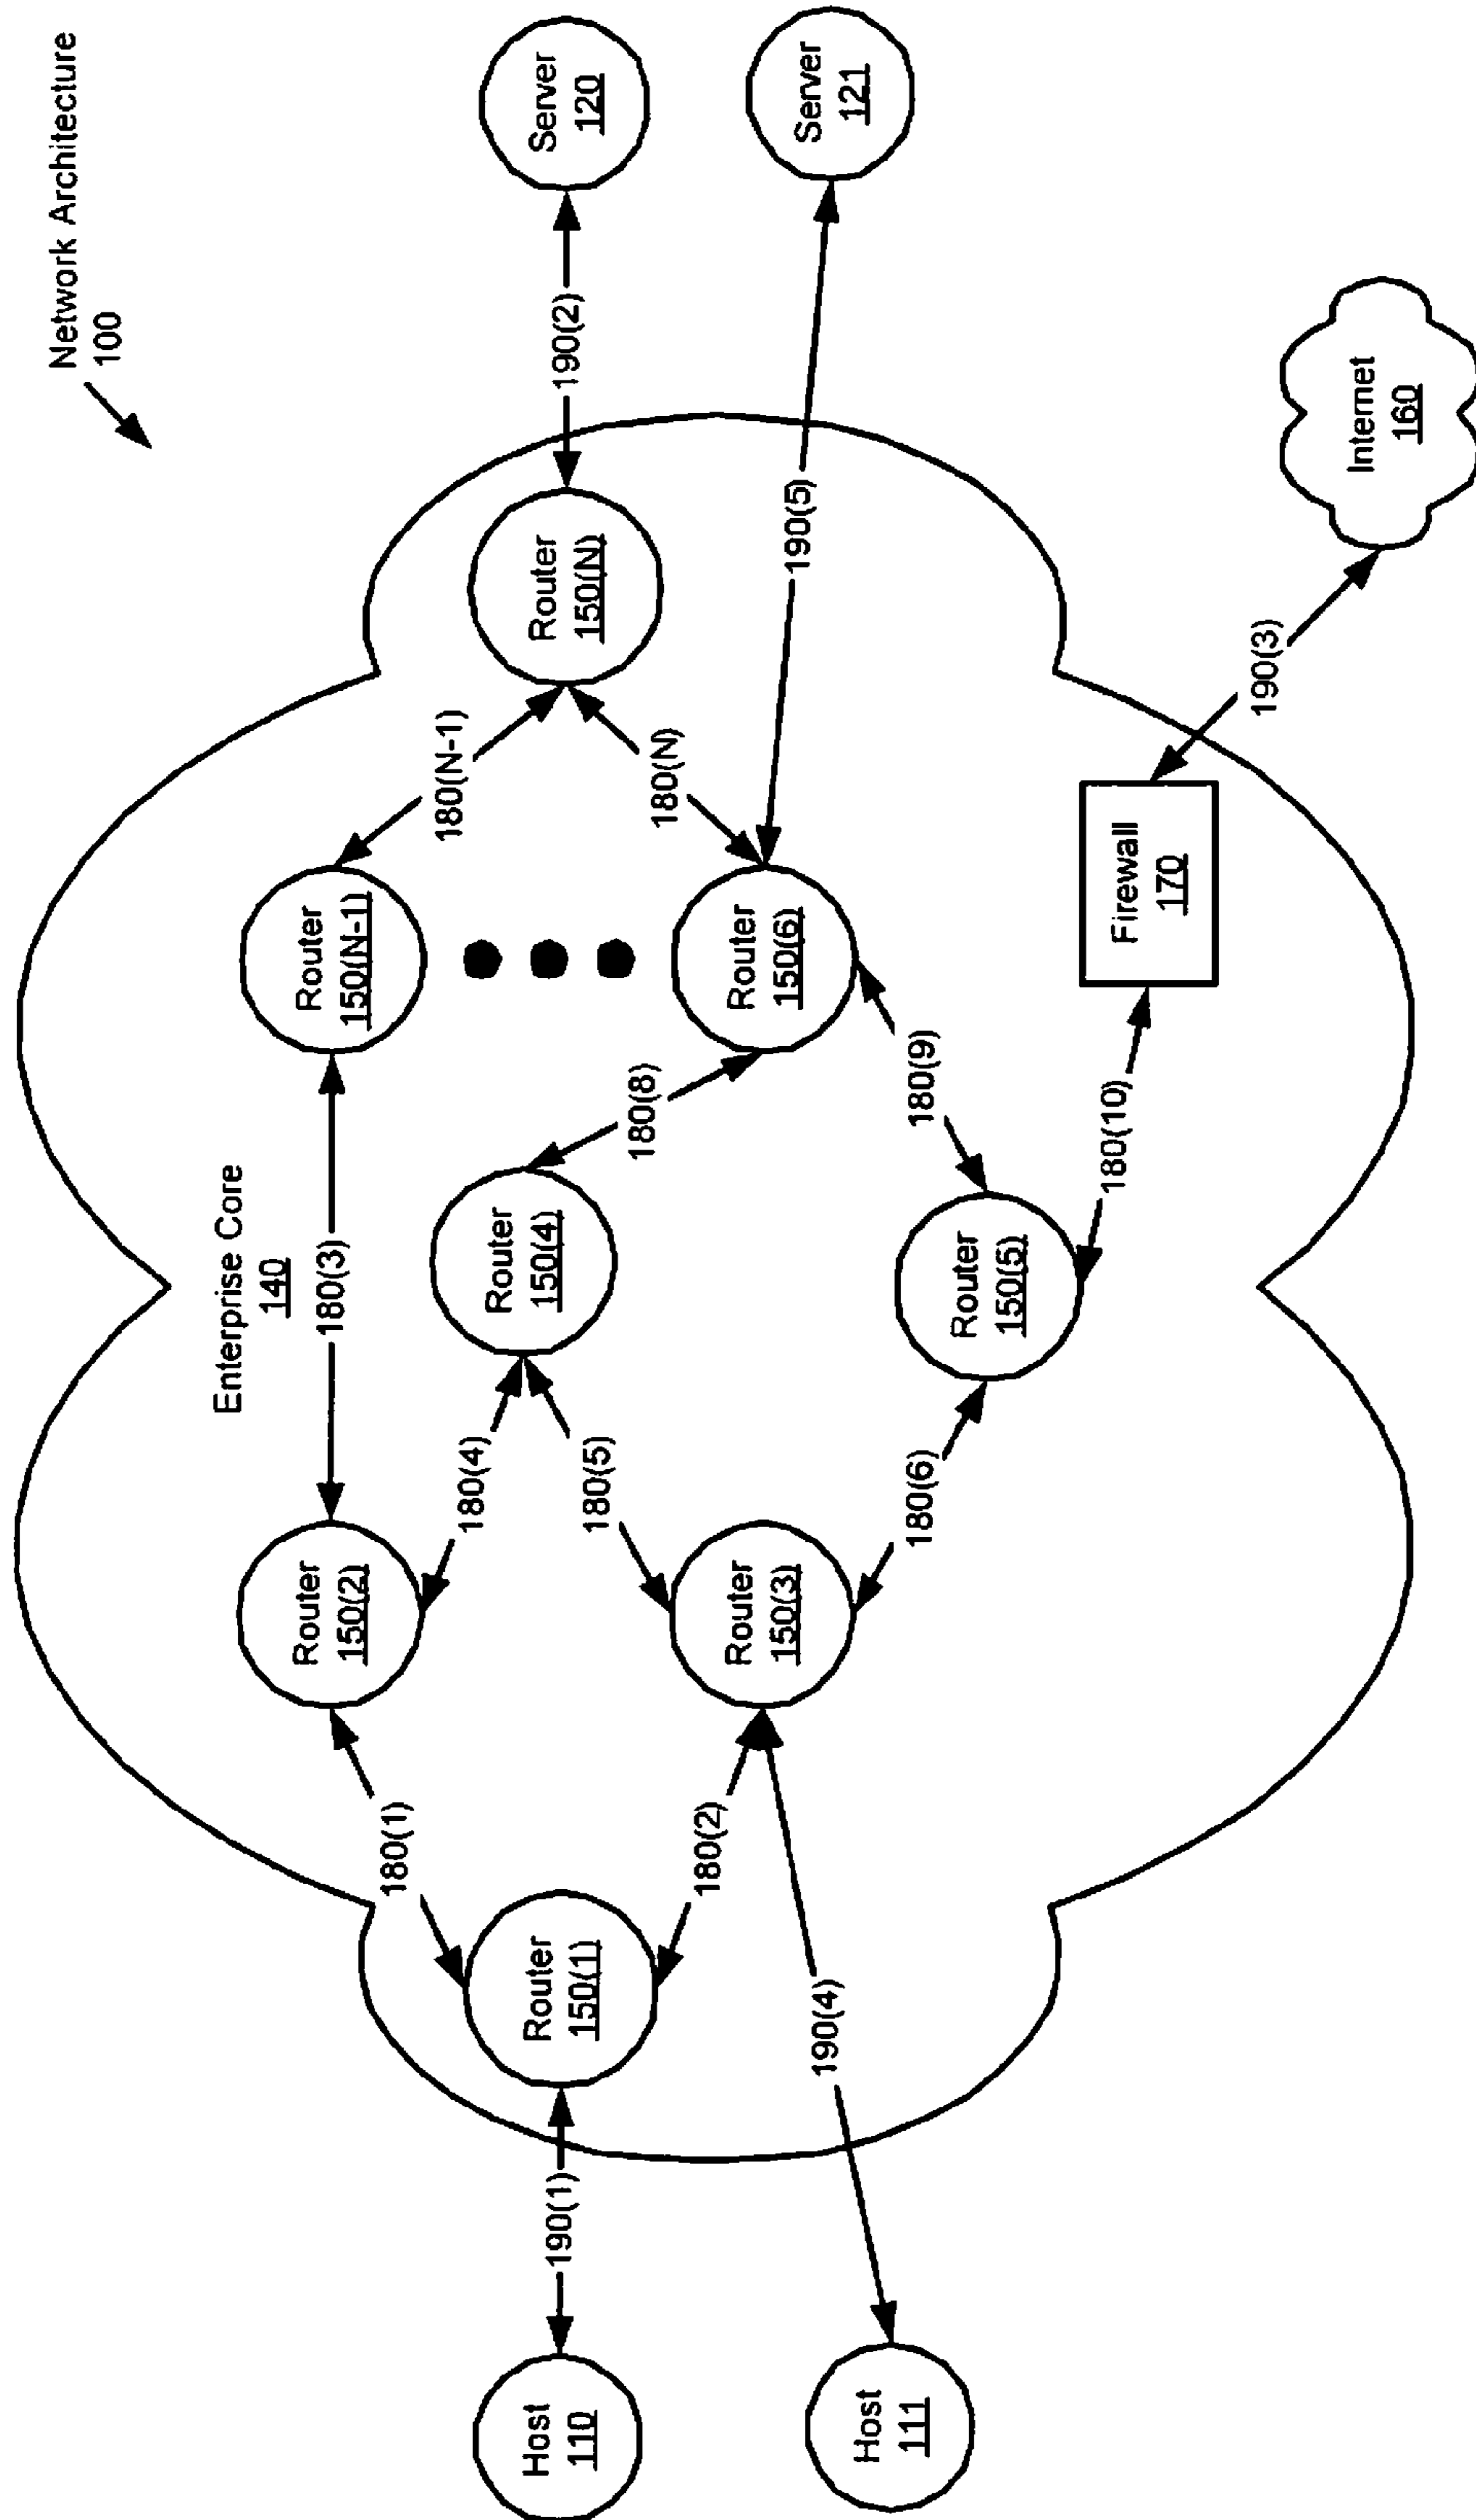 Network Architecture
100
Enterprise Core
140
Host
110
Host
111
190(1)
190(4)
Router
150(1)
180(1)
180(2)
Router
150(2)
Router
150(3)
180(3)
180(4)
180(5)
180(6)
Router
150(4)
Router
150(5)
180(8)
180(9)
180(10)
Router
150(N-1)
Router
150(6)
Firewall
170
180(N-1)
180(N)
Router
150(N)
190(2)
190(5)
190(3)
Server
120
Server
121
Internet
160